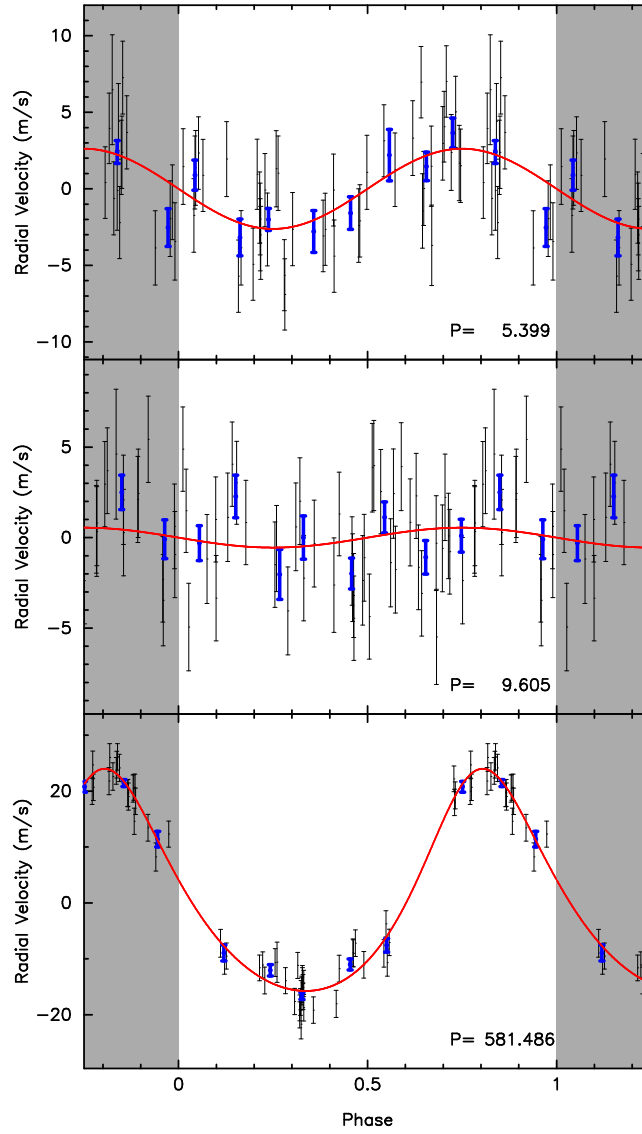 10
5
0
−5
−10
Radial Velocity (m/s)
P= 5.399
5
0
−5
Radial Velocity (m/s)
P= 9.605
20
0
−20
Radial Velocity (m/s)
P= 581.486
0 0.5 1
Phase